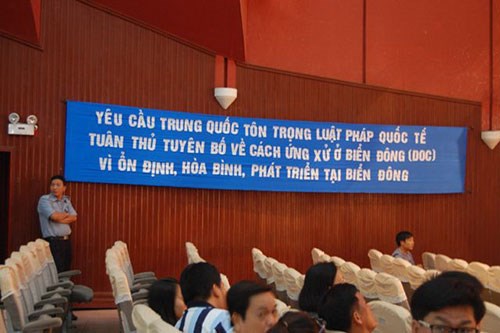 YÊU CẦU TRUNG QUỐC TÔN TRỌNG LUẬT PHÁP QUỐC TẾ
TUÂN THỦ TUYÊN BỐ VỀ CÁCH ỨNG XỬ Ở BIỂN ĐÔNG (DOC)
VÌ ỔN ĐỊNH, HÒA BÌNH, PHÁT TRIỂN TẠI BIỂN ĐÔNG